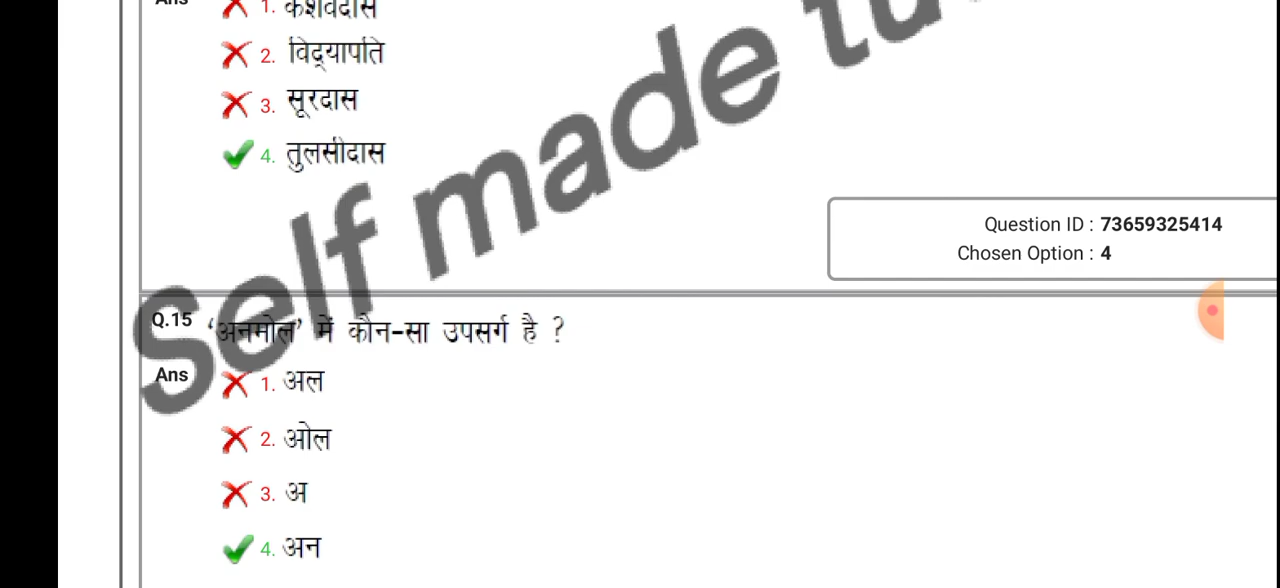 Ans
1. केशवदास
2. विद्यापति
3. सूरदास
4. तुलसीदास
Self made
Question ID : 73659325414
Chosen Option : 4
Q.15 ‘अनमोल’ में कौन-सा उपसर्ग है ?
Ans
1. अल
2. ओल
3. अ
4. अन